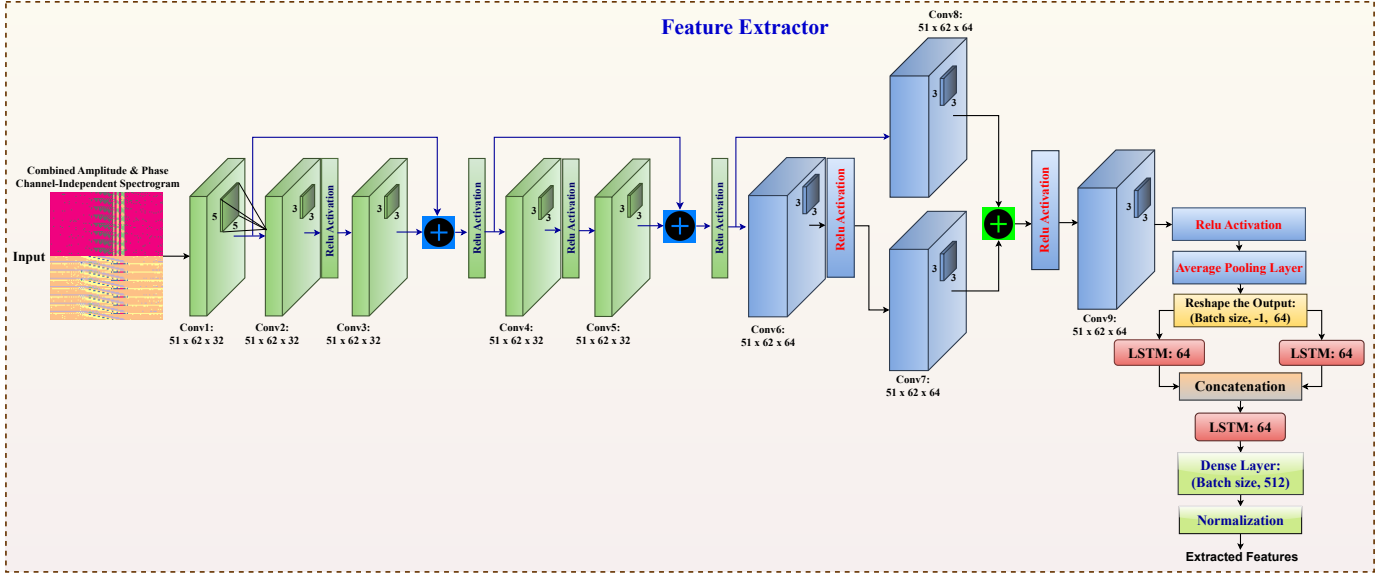 Feature Extractor
Combined Amplitude & Phase
Channel-Independent Spectrogram
Input
5
5
Conv1:
51 x 62 x 32
3
3
Conv2:
51 x 62 x 32
Relu Activation
3
3
Conv3:
51 x 62 x 32
Relu Activation
3
3
Conv4:
51 x 62 x 32
Relu Activation
3
3
Conv5:
51 x 62 x 32
Relu Activation
3
3
Conv6:
51 x 62 x 64
Relu Activation
Conv8:
51 x 62 x 64
3
3
3
3
Conv7:
51 x 62 x 64
Relu Activation
3
3
Conv9:
51 x 62 x 64
Relu Activation
Average Pooling Layer
Reshape the Output:
(Batch size, -1, 64)
LSTM: 64
LSTM: 64
Concatenation
LSTM: 64
Dense Layer:
(Batch size, 512)
Normalization
Extracted Features